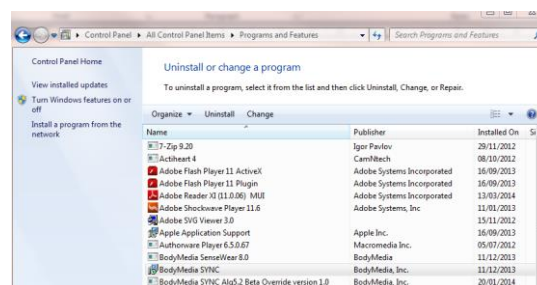 Control Panel ▸ All Control Panel Items ▸ Programs and Features
Search Programs and Features
Control Panel Home
View installed updates
Turn Windows features on or off
Install a program from the network
Uninstall or change a program
To uninstall a program, select it from the list and then click Uninstall, Change, or Repair.
Organize Uninstall Change
Name Publisher Installed On Si
7-Zip 9.20 Igor Pavlov 29/11/2012
Actiheart 4 CamNtech 08/10/2012
Adobe Flash Player 11 ActiveX Adobe Systems Incorporated 16/09/2013
Adobe Flash Player 11 Plugin Adobe Systems Incorporated 16/09/2013
Adobe Reader XI (11.0.06) MUI Adobe Systems Incorporated 13/03/2014
Adobe Shockwave Player 11.6 Adobe Systems, Inc 11/01/2013
Adobe SVG Viewer 3.0 15/11/2012
Apple Application Support Apple Inc. 16/09/2013
Authorware Player 6.5.0.67 Macromedia Inc. 05/07/2012
BodyMedia SenseWear 8.0 BodyMedia 11/12/2013
BodyMedia SYNC BodyMedia, Inc. 11/12/2013
BodyMedia SYNC Alg5.2 Beta Override version 1.0 BodyMedia, Inc. 20/01/2014